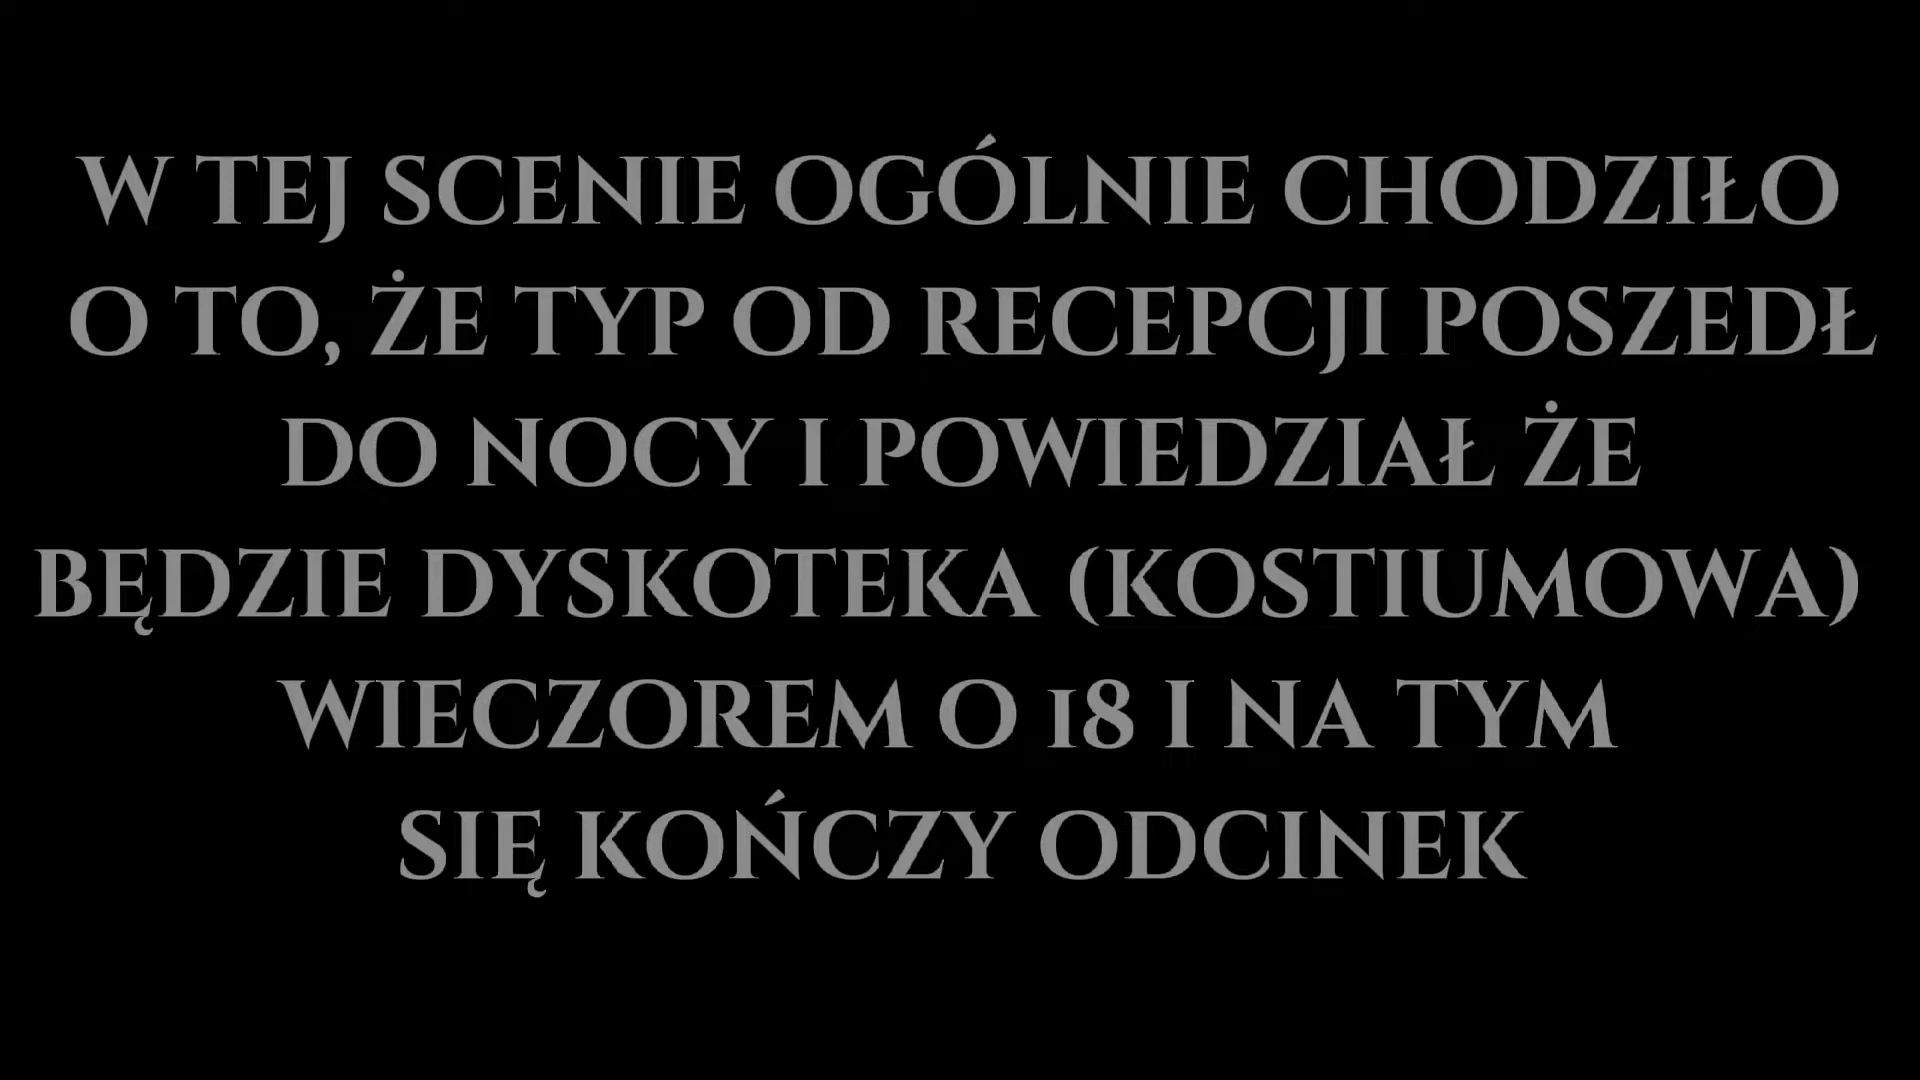 W TEJ SCENIE OGÓLNIE CHODZIŁO
O TO, ŻE TYP OD RECEPCJI POSZEDŁ
DO NOCY I POWIEDZIAŁ ŻE
BĘDZIE DYSKOTEKA (KOSTIUMOWA)
WIECZOREM O 18 I NA TYM
SIĘ KOŃCZY ODCINEK